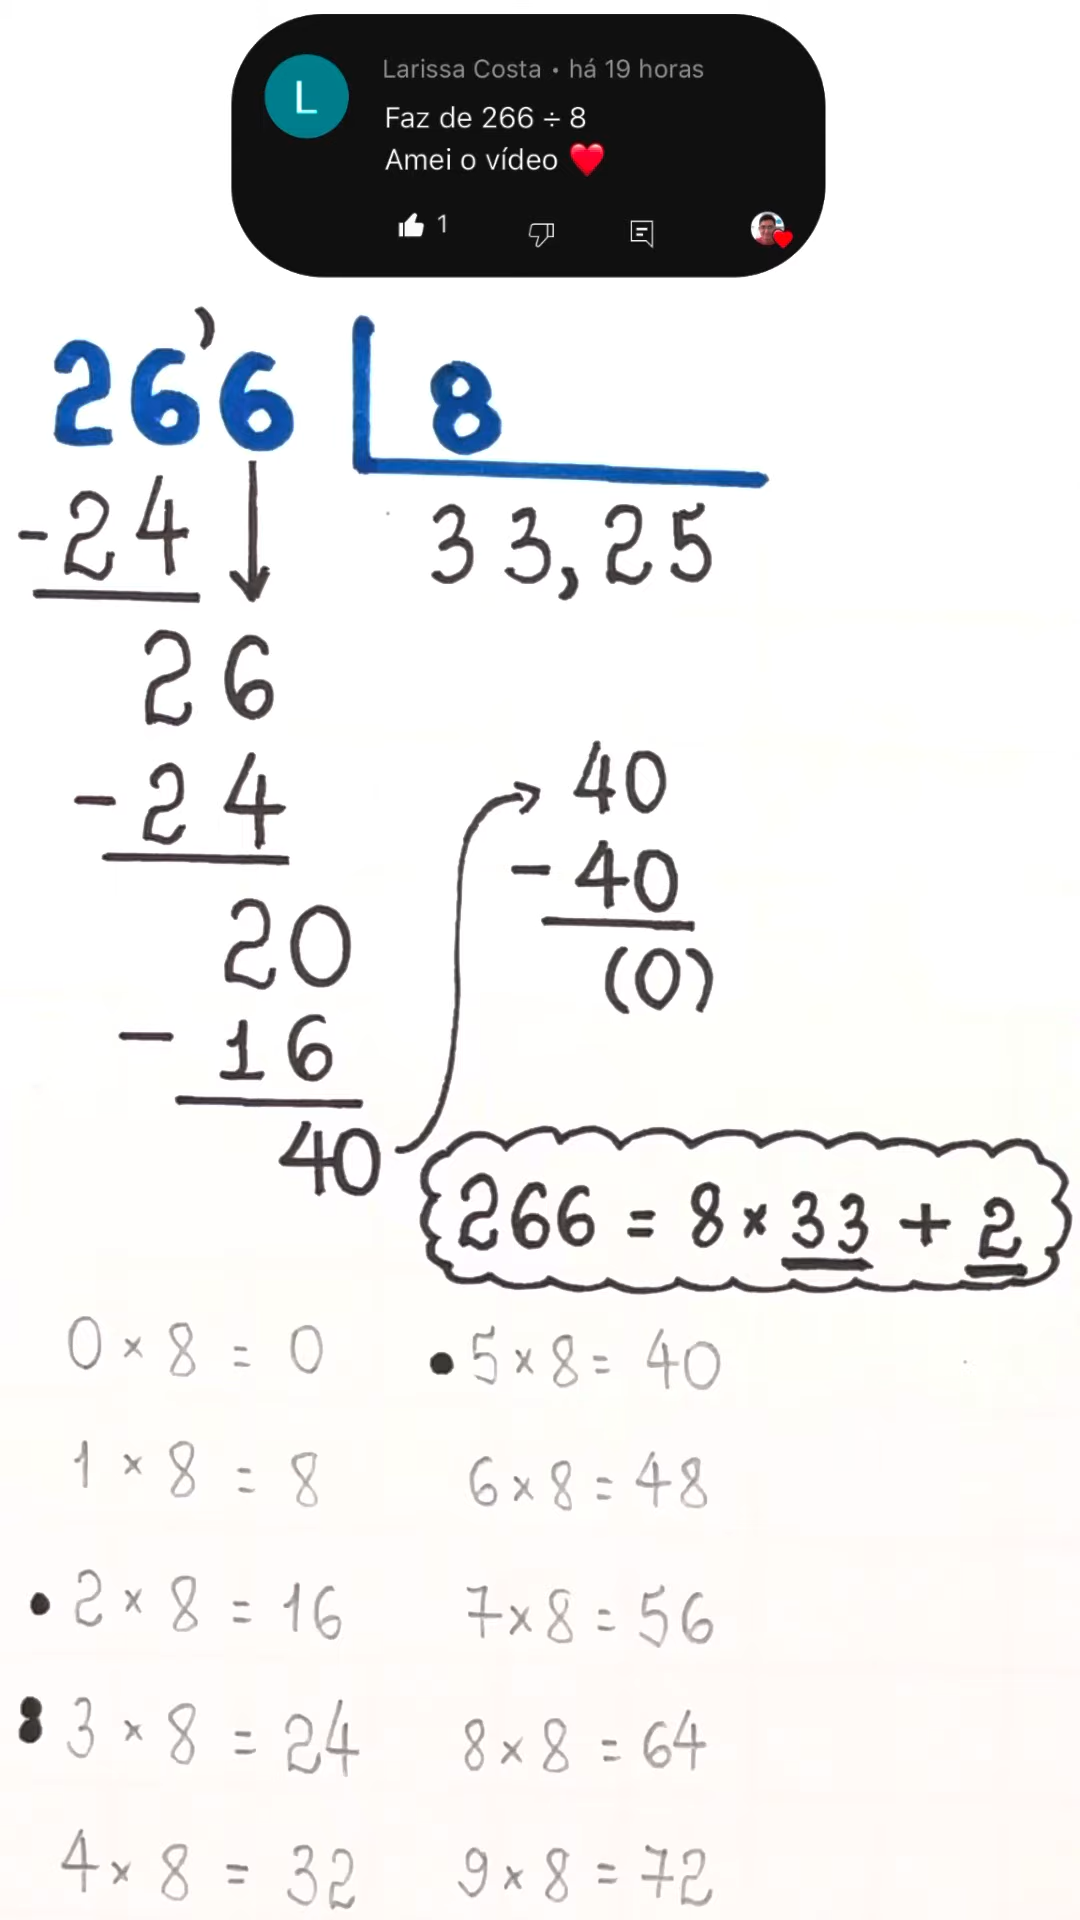 L
Larissa Costa • há 19 horas
Faz de 266 ÷ 8
Amei o vídeo ❤️
1
266 8
-24 33,25
26
-24
20
-16
40
40
-40
(0)
266 = 8 × 33 + 2
0 × 8 = 0
1 × 8 = 8
• 2 × 8 = 16
: 3 × 8 = 24
4 × 8 = 32
• 5 × 8 = 40
6 × 8 = 48
7 × 8 = 56
8 × 8 = 64
9 × 8 = 72